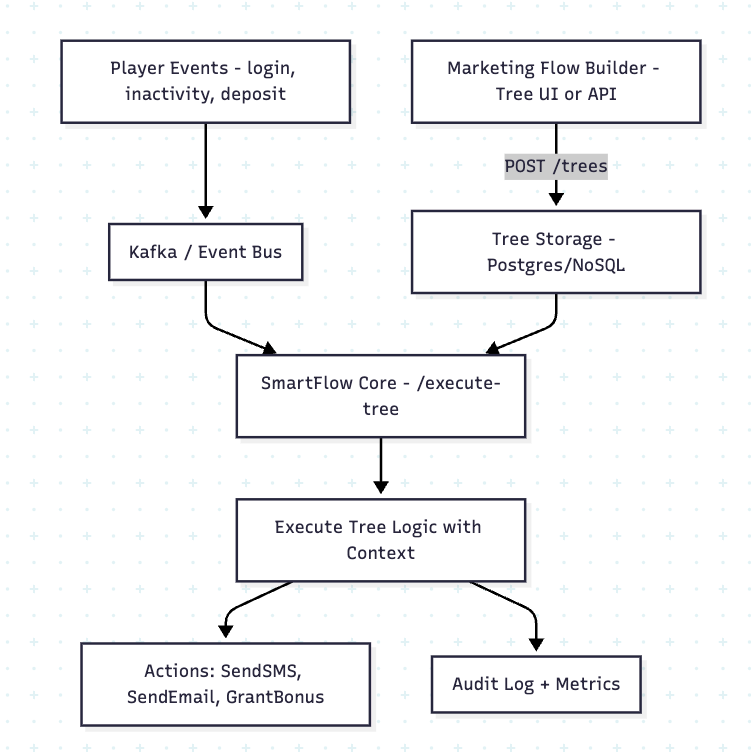 Player Events - login,
inactivity, deposit
Marketing Flow Builder -
Tree UI or API
POST /trees
Kafka / Event Bus
Tree Storage -
Postgres/NoSQL
SmartFlow Core - /execute-
tree
Execute Tree Logic with
Context
Actions: SendSMS,
SendEmail, GrantBonus
Audit Log + Metrics